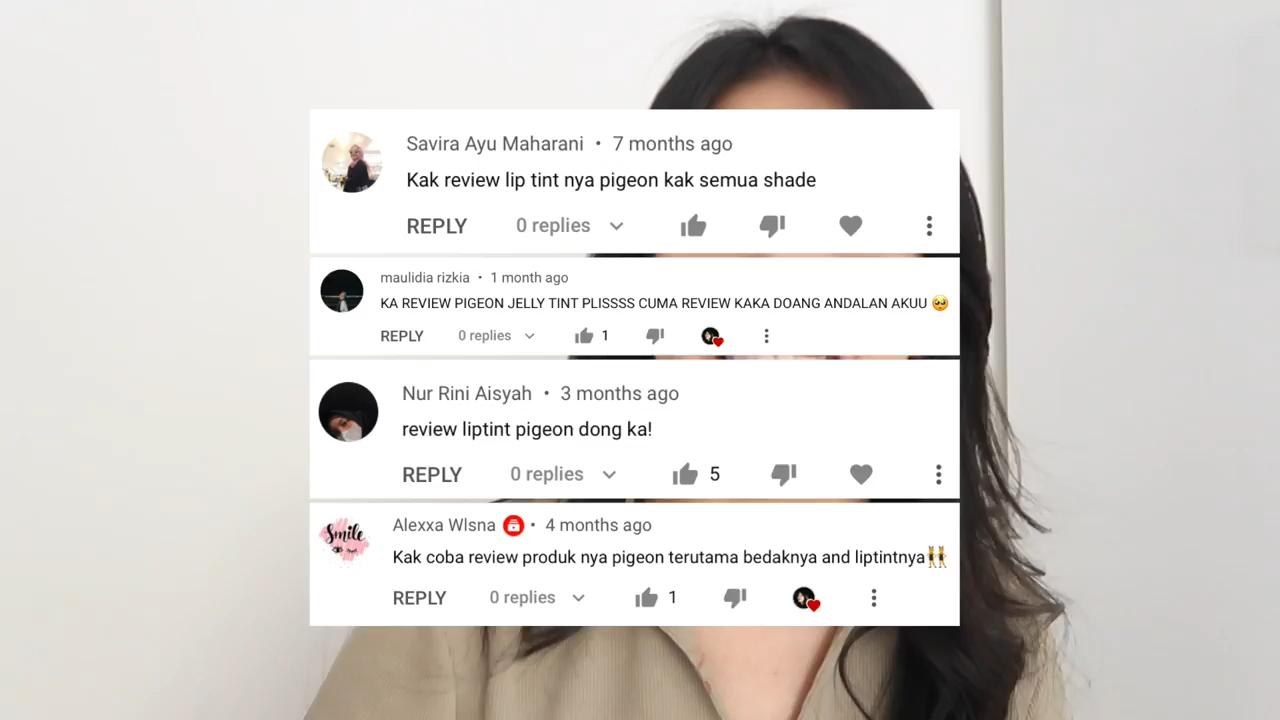 Savira Ayu Maharani • 7 months ago
Kak review lip tint nya pigeon kak semua shade
REPLY 0 replies
maulidia rizkia • 1 month ago
KA REVIEW PIGEON JELLY TINT PLISSSS CUMA REVIEW KAKA DOANG ANDALAN AKUU 🥺
REPLY 0 replies 1
Nur Rini Aisyah • 3 months ago
review liptint pigeon dong ka!
REPLY 0 replies 5
Smile
Alexxa Wlsna • 4 months ago
Kak coba review produk nya pigeon terutama bedaknya and liptintnya👯
REPLY 0 replies 1